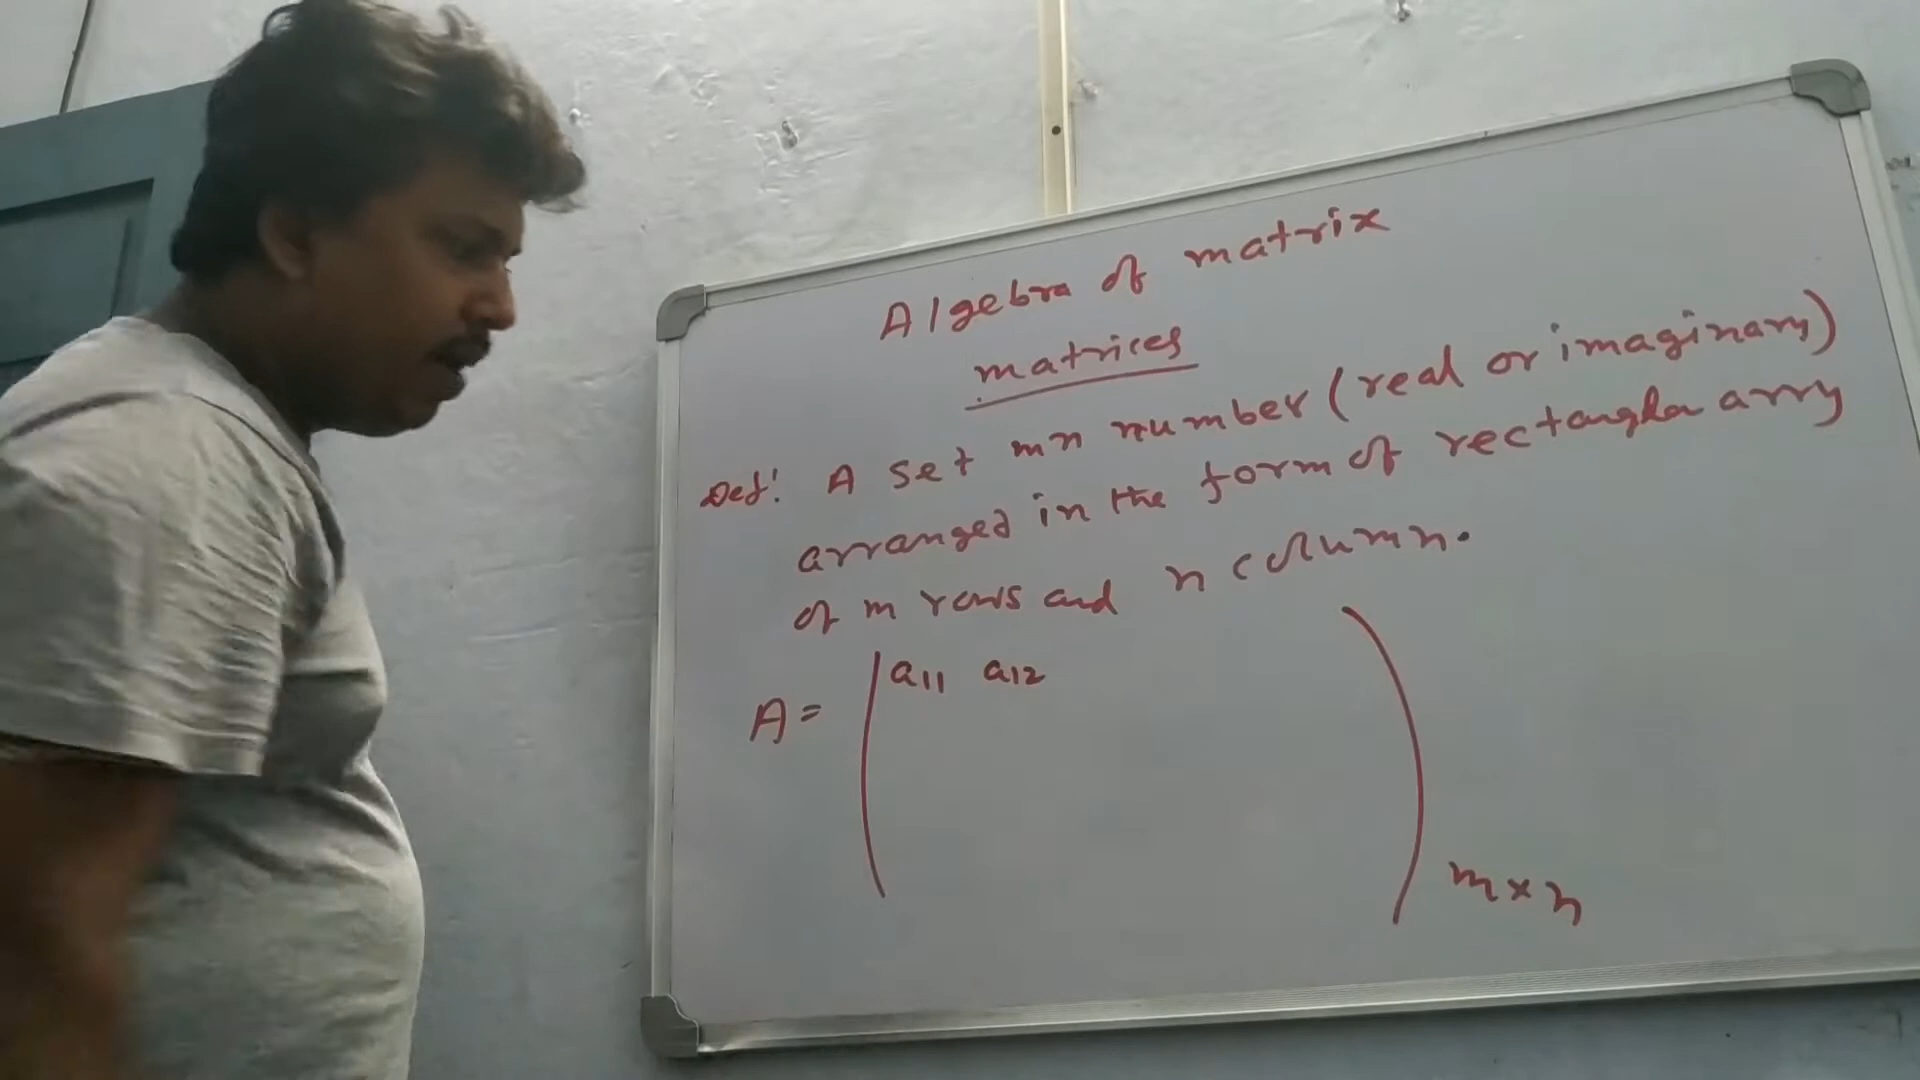 Algebra of matrix
matrices
Def: A set mn number (real or imaginary)
arranged in the form of rectangular arry
of m rows and n column.
A = ( a11 a12 ) m×n